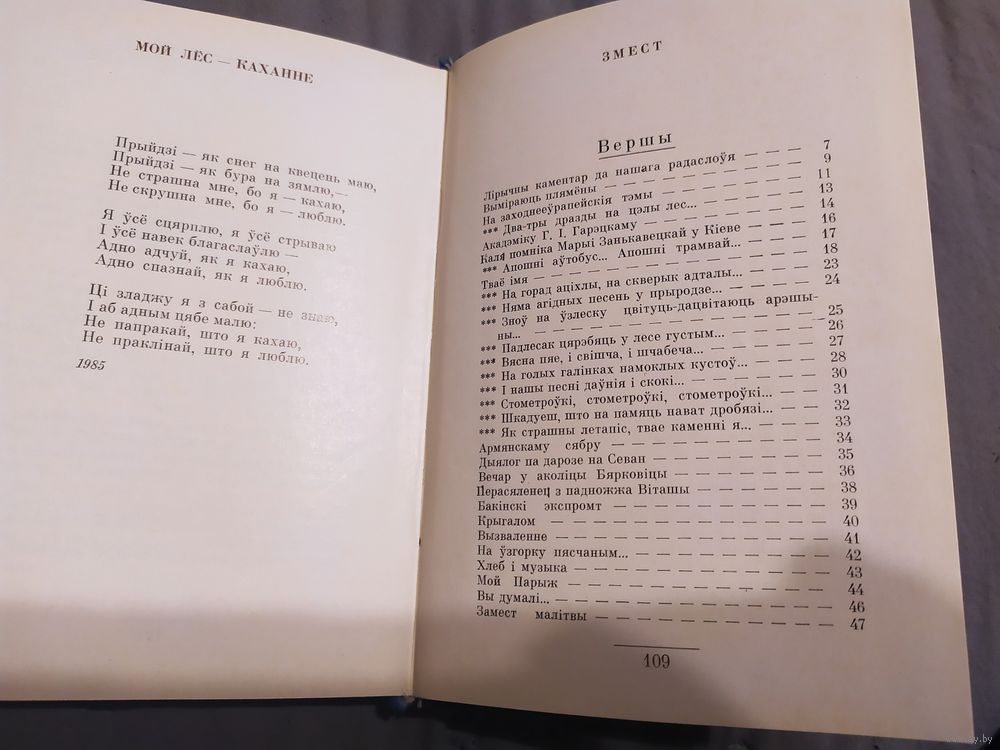 МОЙ ЛЁС — КАХАННЕ
Прыйдзі — як снег на квецень маю,
Прыйдзі — як бура на зямлю,—
Не страшна мне, бо я — кахаю,
Не скрушна мне, бо я — люблю.
Я ўсё сцярплю, я ўсё стрываю
І ўсё навек благаслаўлю —
Адно адчуй, як я кахаю,
Адно спазнай, як я люблю.
Ці зладжу я з сабой — не знаю,
І аб адным цябе малю:
Не папракай, што я кахаю,
Не праклінай, што я люблю.
1985
ЗМЕСТ
Вершы
Лірычны каментар да нашага радаслоўя — — — 7
Выміраюць плямёны — — — — — — — — 9
На заходнееўрапейскія тэмы — — — — — — 11
*** Два-тры дразды на цэлы лес... — — — — 13
Акадэміку Г. І. Гарэцкаму — — — — — — 14
Каля помніка Марыі Занькавецкай у Кіеве — — — 16
*** Апошні аўтобус... Апошні трамвай... — — — 17
Тваё імя — — — — — — — — — — 18
*** На горад аціхлы, на скверык адталы... — — — 23
*** Няма агідных песень у прыродзе... — — — 24
*** Зноў на ўзлеску цвітуць-дацвітаюць арэшы-
ны... — — — — — — — — — — — 25
*** Падлесак цярэбяць у лесе густым... — — — 26
*** Вясна пяе, і свішча, і шчабеча... — — — — 27
*** На голых галінках намоклых кустоў... — — — 28
*** І нашы песні даўнія і скокі... — — — — — 30
*** Стометроўкі, стометроўкі, стометроўкі... — — 31
*** Шкадуеш, што на памяць нават дробязі... — — 32
*** Як страшны летапіс, твае каменні я... — — — 33
Армянскаму сябру — — — — — — — — 34
Дыялог па дарозе на Севан — — — — — — 35
Вечар у аколіцы Бярковіцы — — — — — — 36
Перасяленец з падножжа Віташы — — — — — 38
Бакінскі экспромт — — — — — — — — 39
Крыгалом — — — — — — — — — — 40
Вызваленне — — — — — — — — — — 41
На ўзгорку пясчаным... — — — — — — — 42
Хлеб і музыка — — — — — — — — — 43
Мой Парыж — — — — — — — — — — 44
Вы думалі... — — — — — — — — — — 46
Замест малітвы — — — — — — — — — 47
109